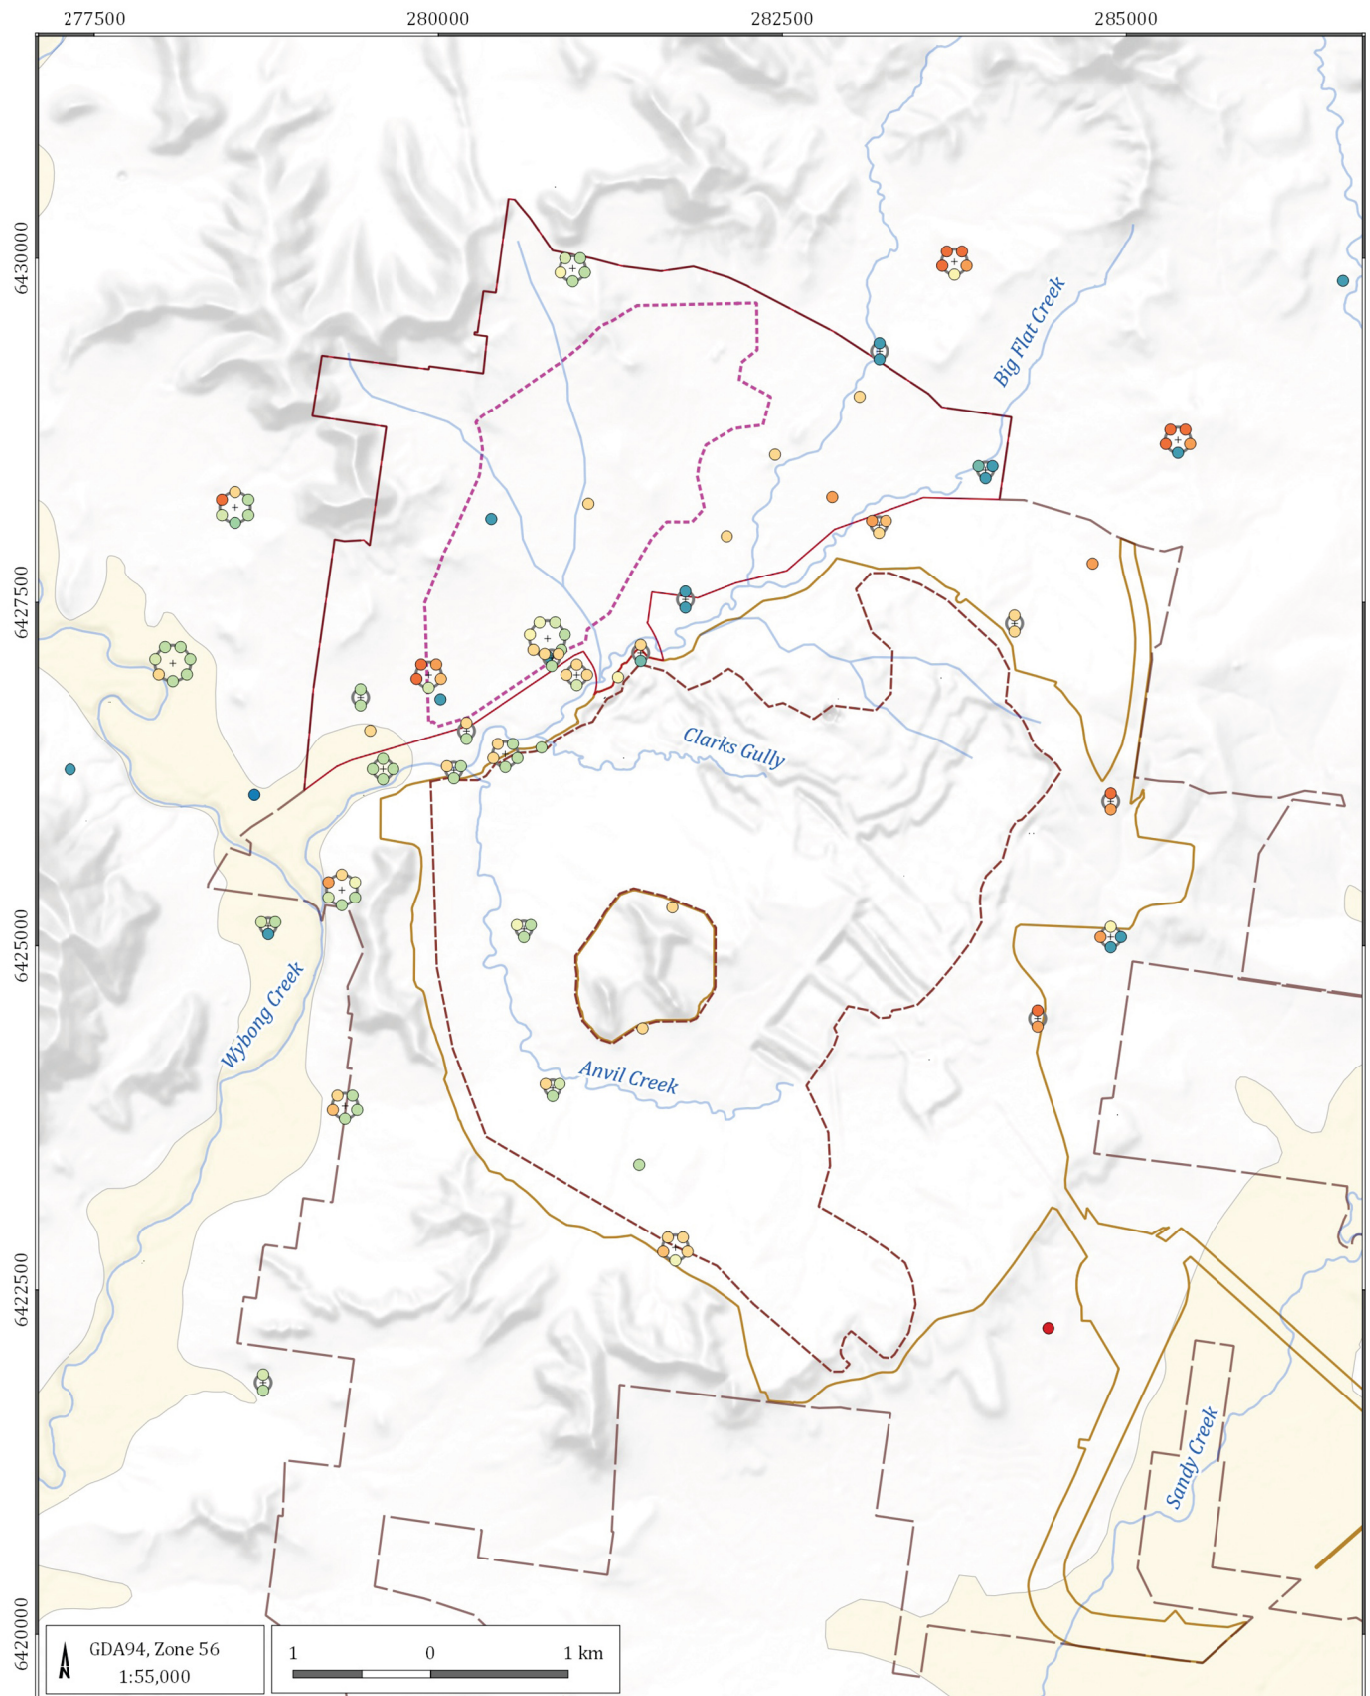 277500 280000 282500 285000
6430000
Big Flat Creek
6427500
Clarks Gully
6425000
Wybong Creek
Anvil Creek
6422500
Sandy Creek
6420000
N
GDA94, Zone 56
1:55,000
1 0 1 km